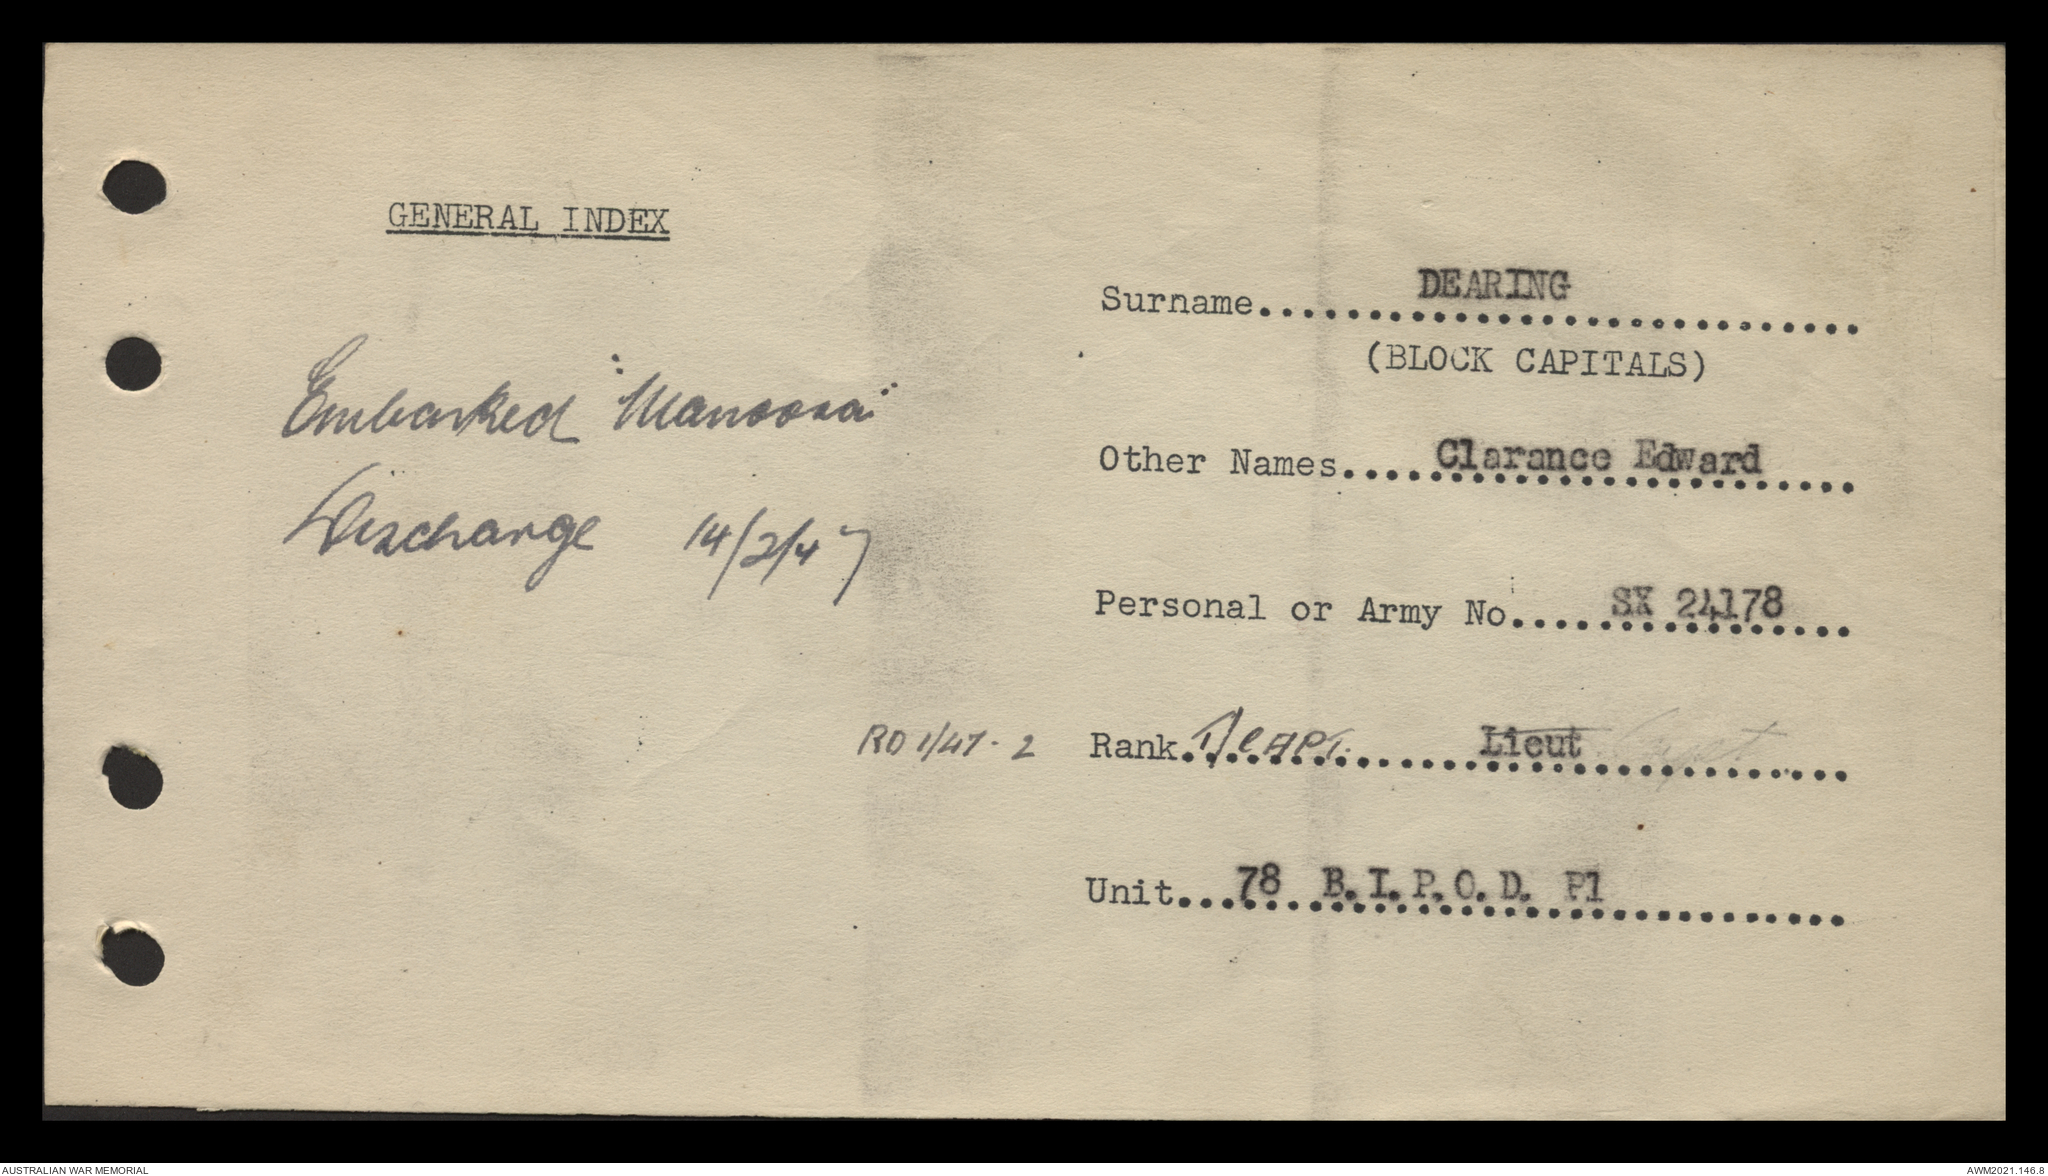 GENERAL INDEX
Embarked "Manoora"
Discharge 14/2/47
Surname..............................
DEARING
(BLOCK CAPITALS)
Other Names........................
Clarance Edward
Personal or Army No................
SX 24178
RO 1/47 - 2
Rank T/CAPT. Lieut Capt.
Unit...78 B.I.P.O.D. Pl
AUSTRALIAN WAR MEMORIAL
AWM2021.146.8